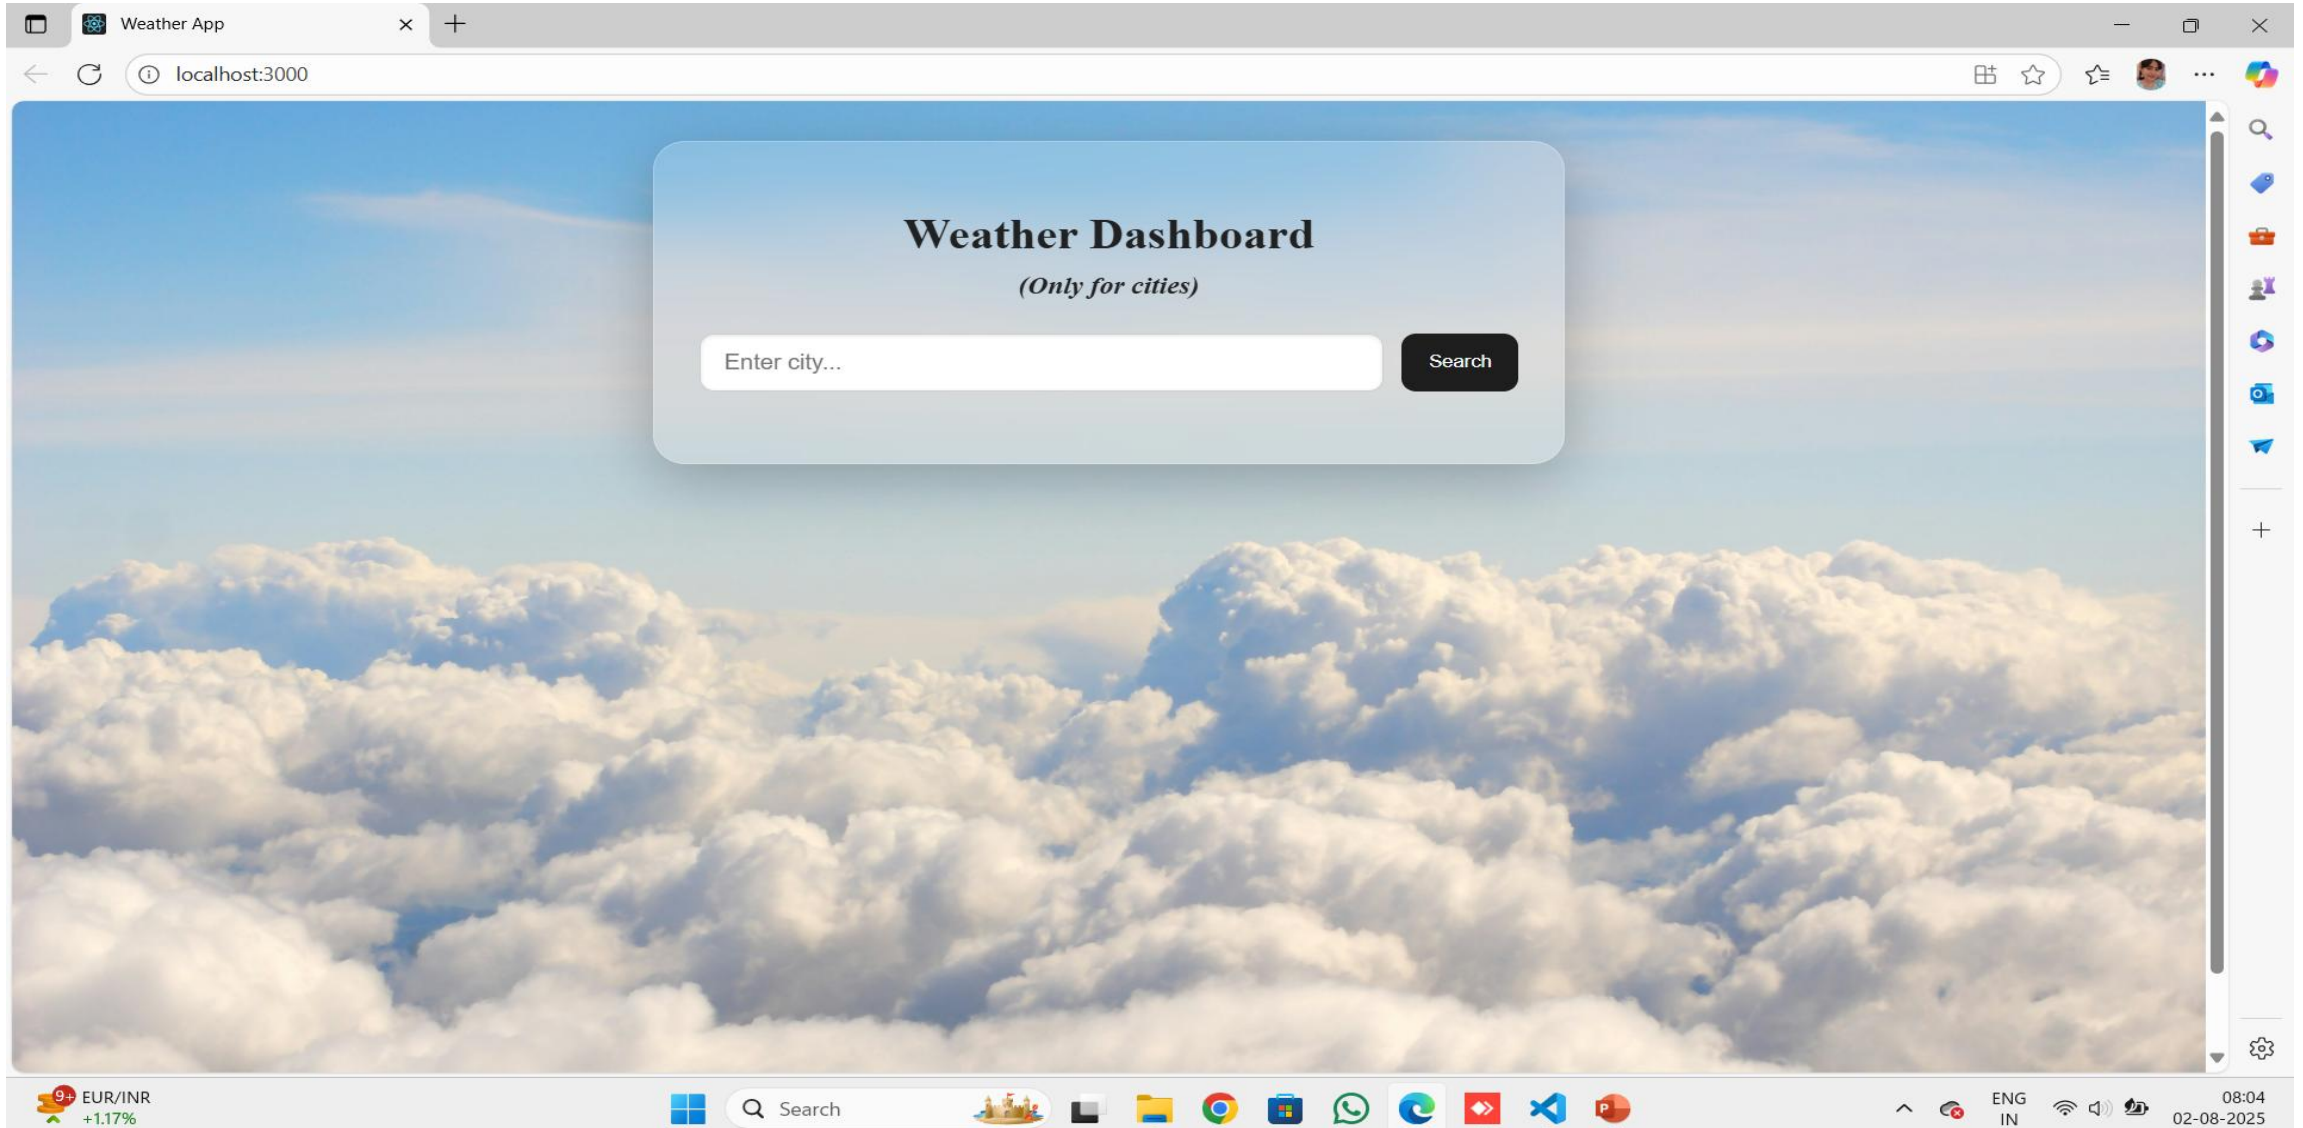 Weather App
localhost:3000
Weather Dashboard
(Only for cities)
Enter city...
Search
9+
EUR/INR
+1.17%
Search
ENG
IN
08:04
02-08-2025